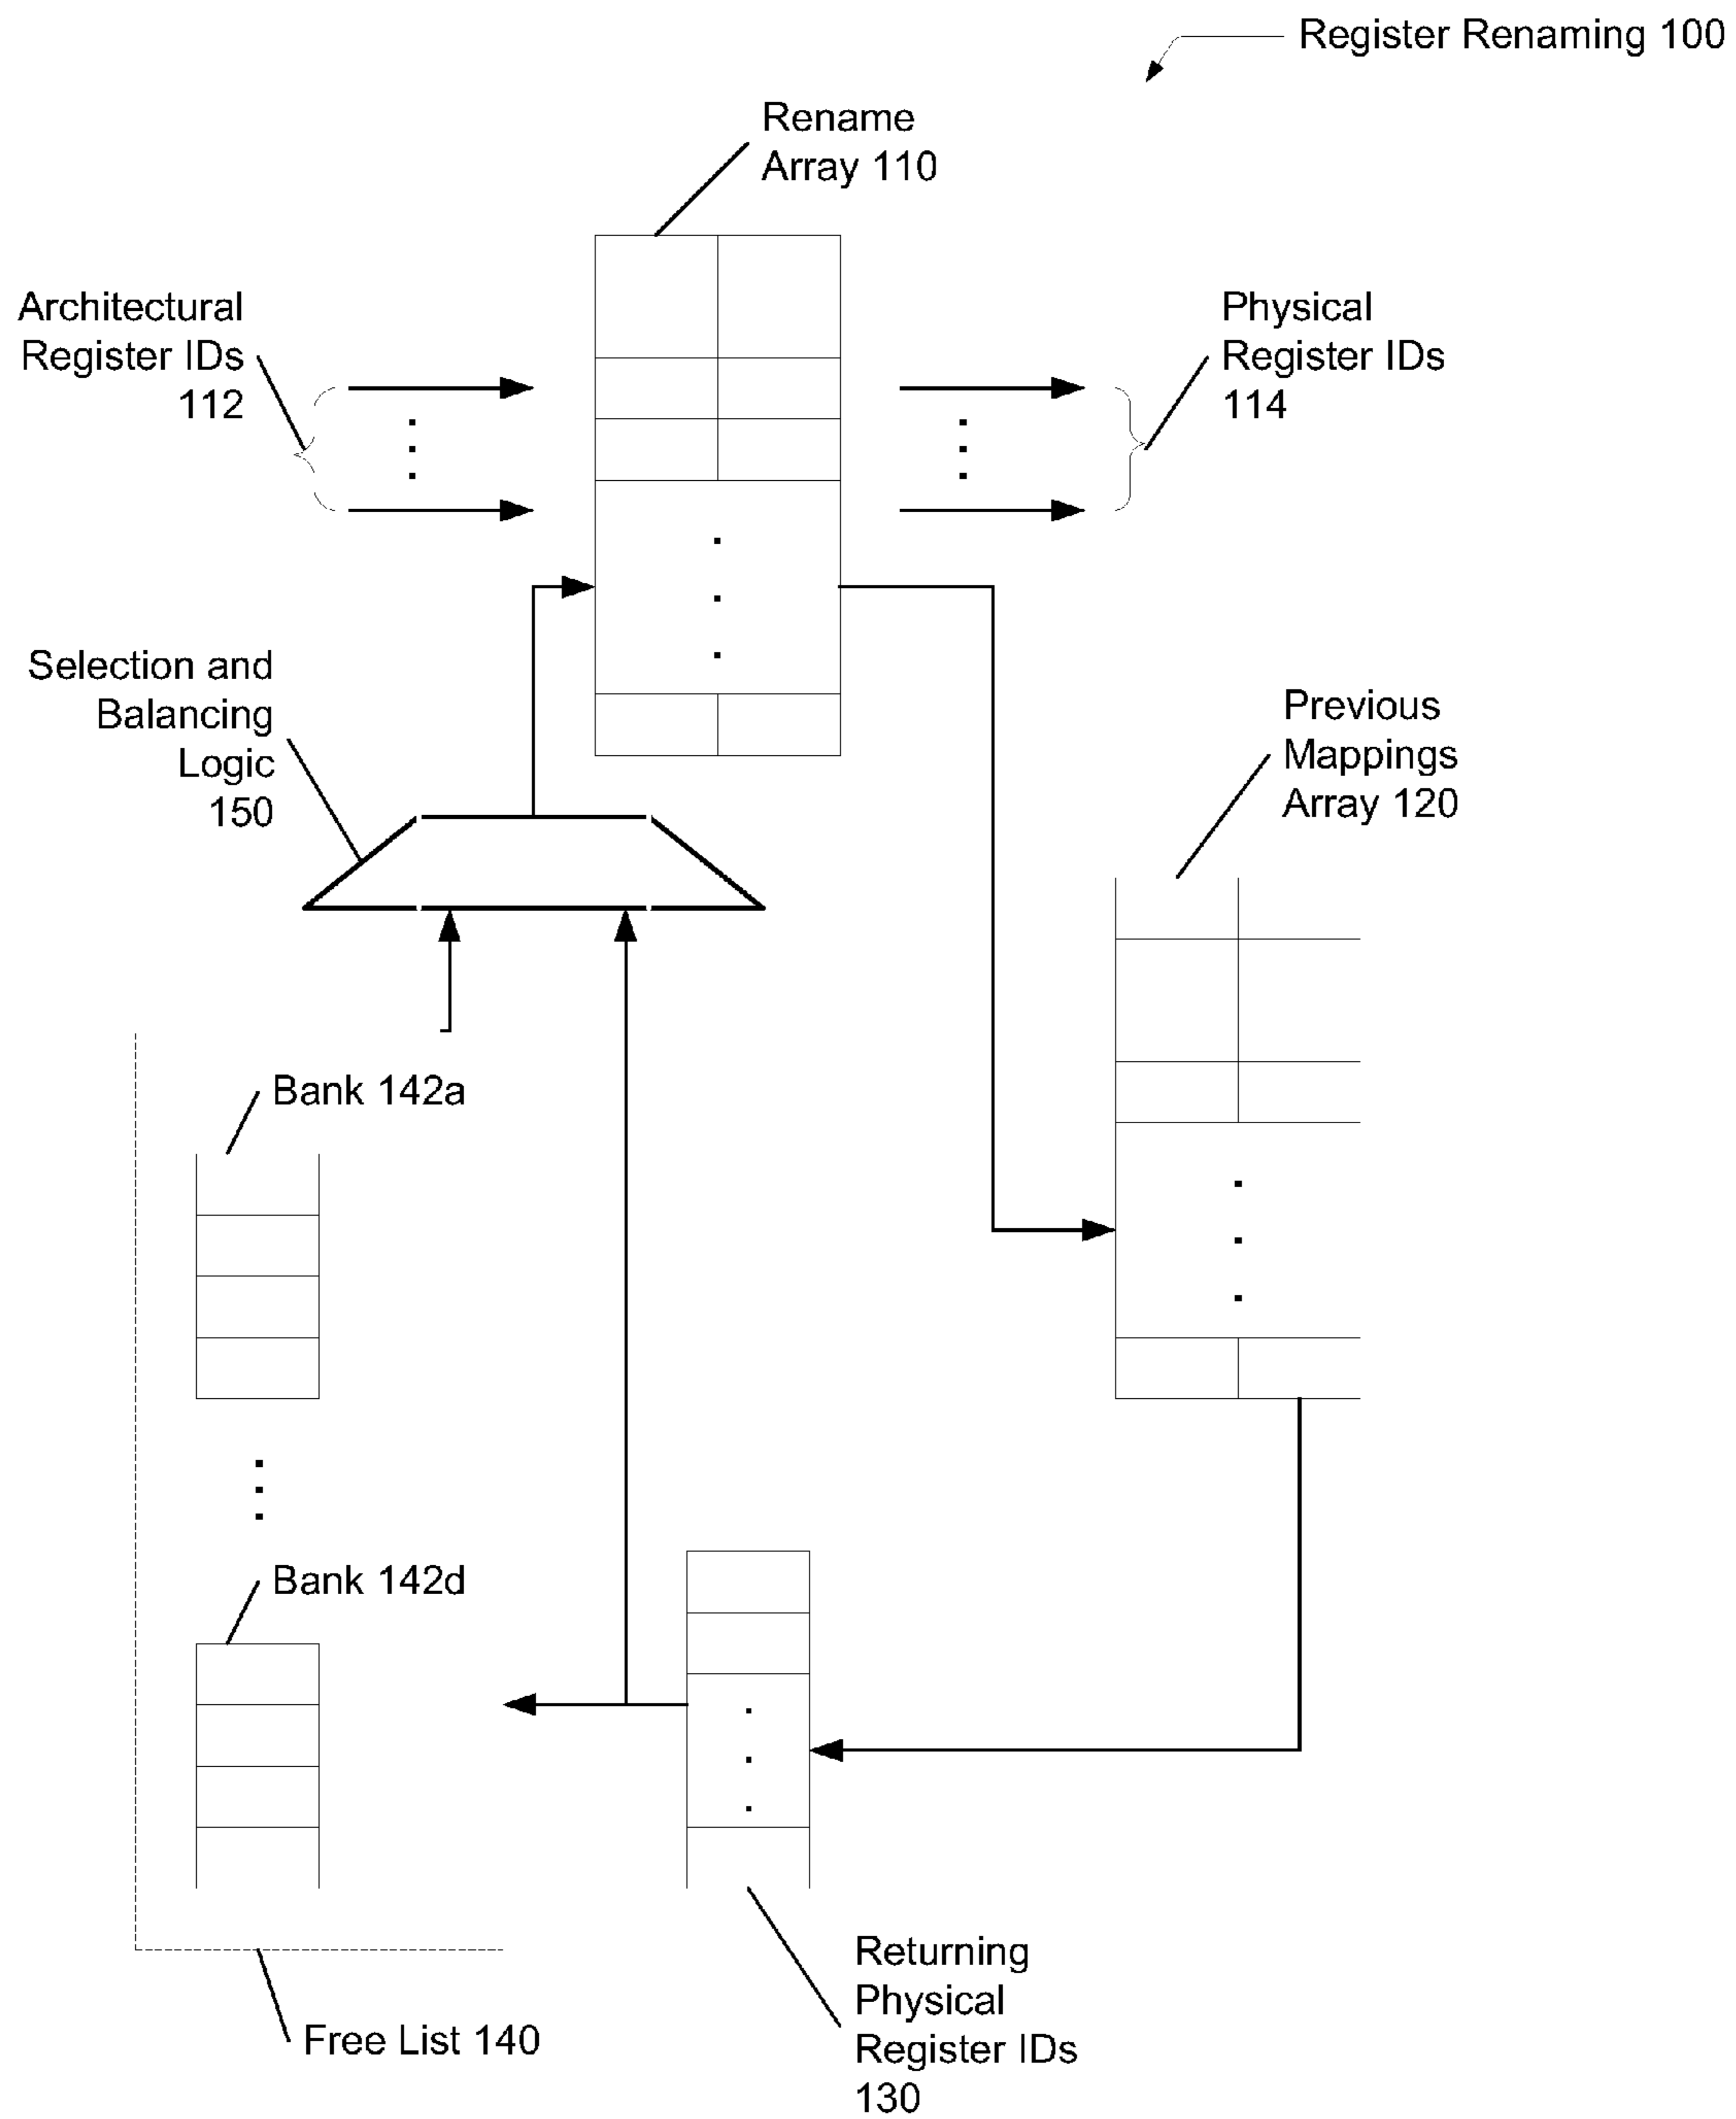 Register Renaming 100
Rename
Array 110
Architectural
Register IDs
112
Physical
Register IDs
114
Selection and
Balancing
Logic
150
Previous
Mappings
Array 120
Bank 142a
Bank 142d
Free List 140
Returning
Physical
Register IDs
130